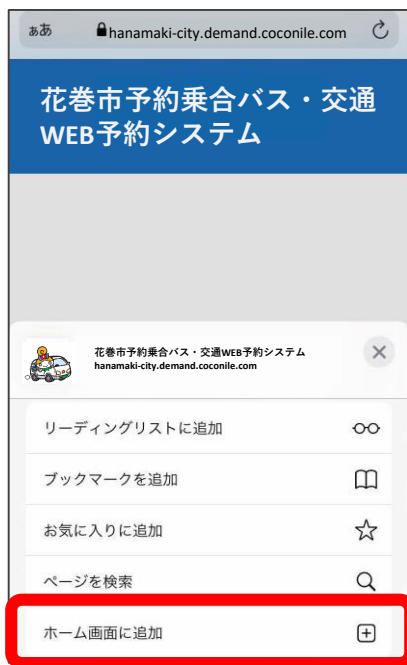 ぁあ hanamaki-city.demand.coconile.com
花巻市予約乗合バス・交通
WEB予約システム
花巻市予約乗合バス・交通WEB予約システム
hanamaki-city.demand.coconile.com
リーディングリストに追加
ブックマークを追加
お気に入りに追加
ページを検索
ホーム画面に追加